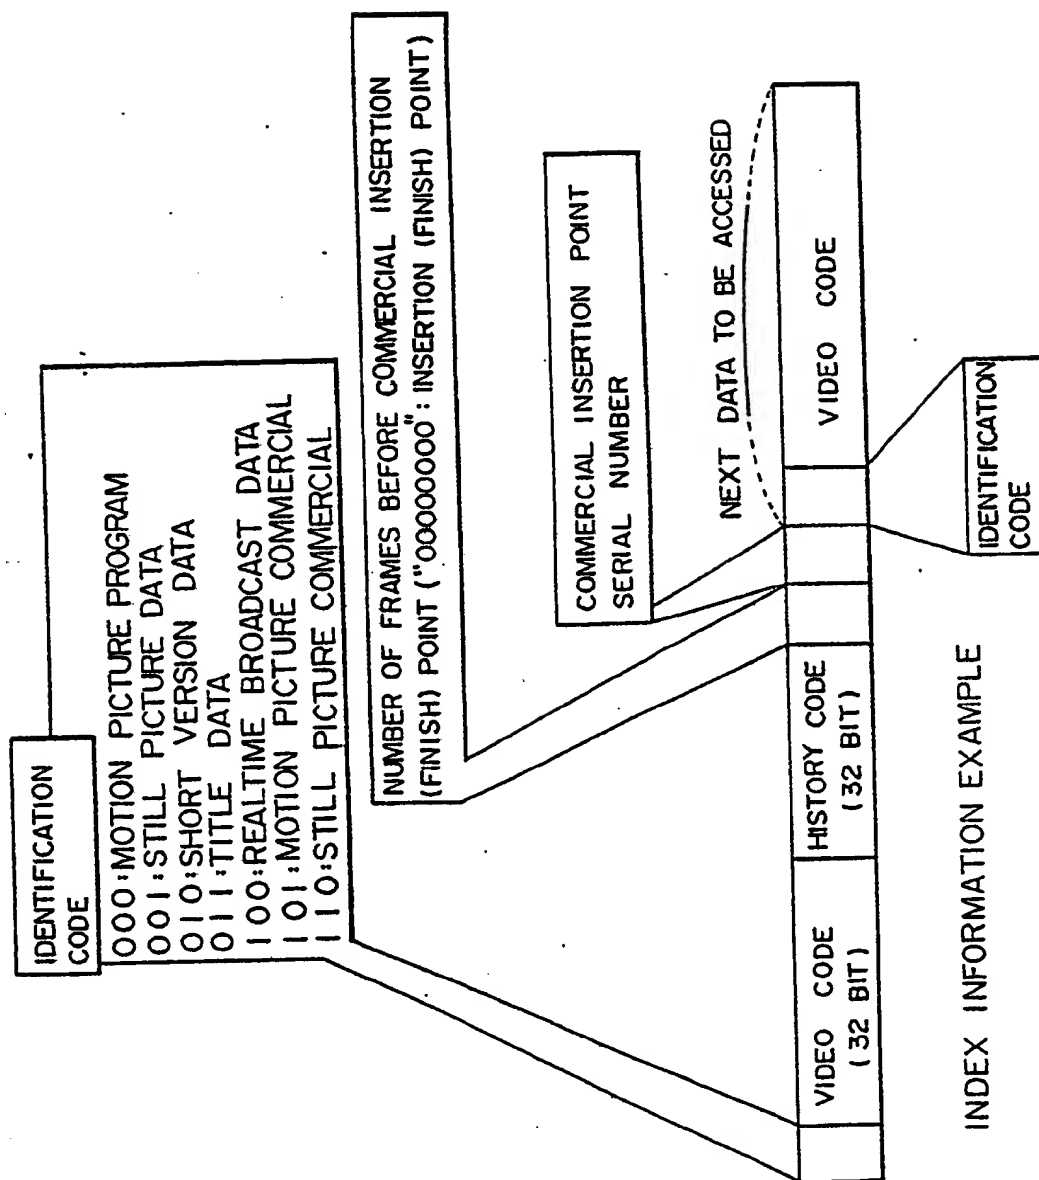 IDENTIFICATION
CODE
000:MOTION PICTURE PROGRAM
001:STILL PICTURE DATA
010:SHORT VERSION DATA
011:TITLE DATA
100:REALTIME BROADCAST DATA
101:MOTION PICTURE COMMERCIAL
110:STILL PICTURE COMMERCIAL
NUMBER OF FRAMES BEFORE COMMERCIAL INSERTION
(FINISH) POINT ("00000000": INSERTION (FINISH) POINT)
COMMERCIAL INSERTION POINT
SERIAL NUMBER
NEXT DATA TO BE ACCESSED
VIDEO CODE
(32 BIT)
HISTORY CODE
(32 BIT)
VIDEO CODE
IDENTIFICATION
CODE
INDEX INFORMATION EXAMPLE